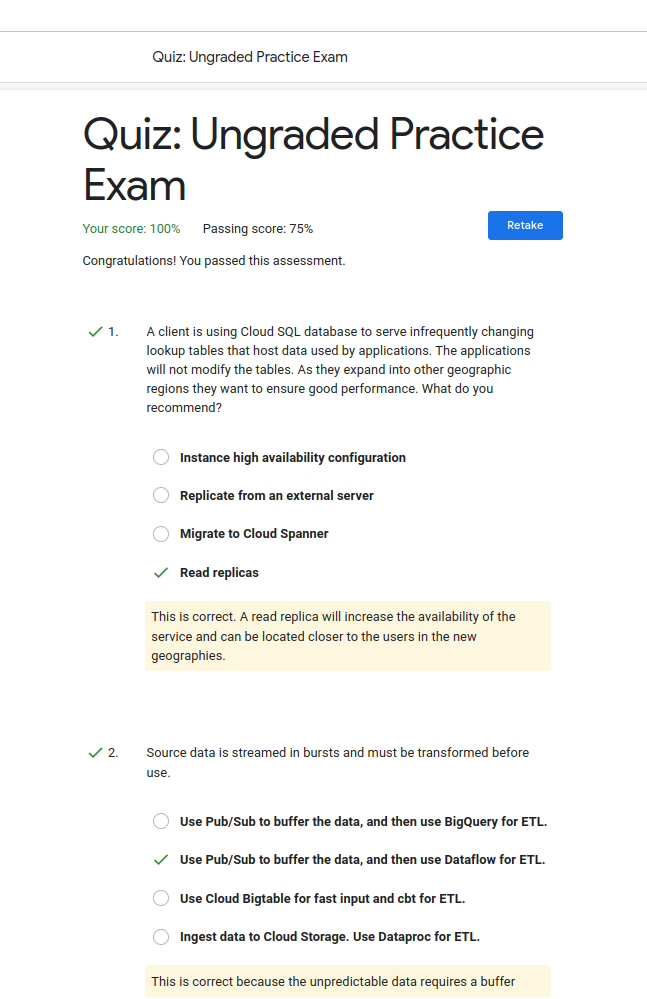 Quiz: Ungraded Practice Exam
Quiz: Ungraded Practice
Exam
Your score: 100% Passing score: 75%
Retake
Congratulations! You passed this assessment.
1. A client is using Cloud SQL database to serve infrequently changing
lookup tables that host data used by applications. The applications
will not modify the tables. As they expand into other geographic
regions they want to ensure good performance. What do you
recommend?
Instance high availability configuration
Replicate from an external server
Migrate to Cloud Spanner
Read replicas
This is correct. A read replica will increase the availability of the
service and can be located closer to the users in the new
geographies.
2. Source data is streamed in bursts and must be transformed before
use.
Use Pub/Sub to buffer the data, and then use BigQuery for ETL.
Use Pub/Sub to buffer the data, and then use Dataflow for ETL.
Use Cloud Bigtable for fast input and cbt for ETL.
Ingest data to Cloud Storage. Use Dataproc for ETL.
This is correct because the unpredictable data requires a buffer